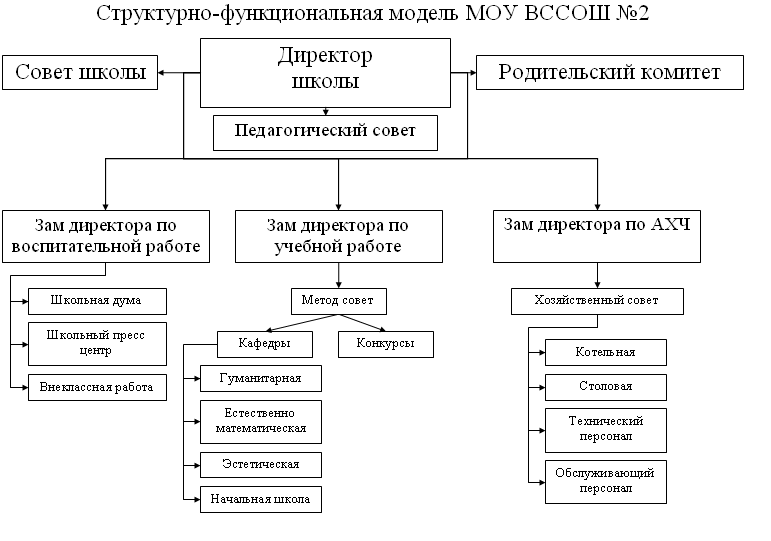 Структурно-функциональная модель МОУ ВССОШ №2
Директор
школы
Совет школы
Родительский комитет
Педагогический совет
Зам директора по
воспитательной работе
Зам директора по
учебной работе
Зам директора по АХЧ
Школьная дума
Школьный пресс
центр
Внеклассная работа
Метод совет
Кафедры
Конкурсы
Гуманитарная
Естественно
математическая
Эстетическая
Начальная школа
Хозяйственный совет
Котельная
Столовая
Технический
персонал
Обслуживающий
персонал